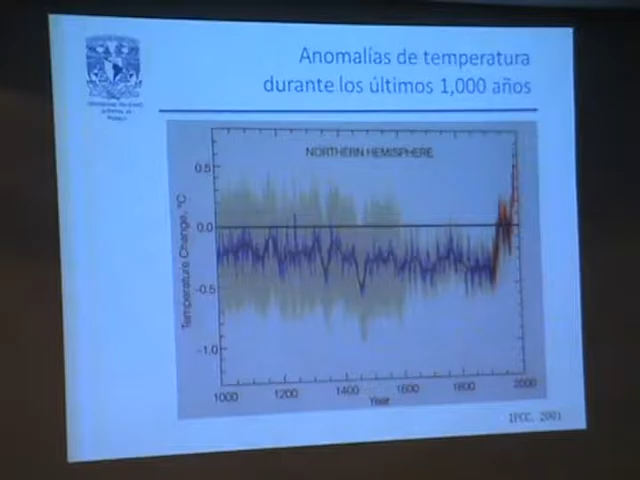 Anomalías de temperatura
durante los últimos 1,000 años
NORTHERN HEMISPHERE
Temperature Change, °C
0.5
0.0
-0.5
-1.0
1000 1200 1400 1600 1800 2000
Year
IPCC, 2001